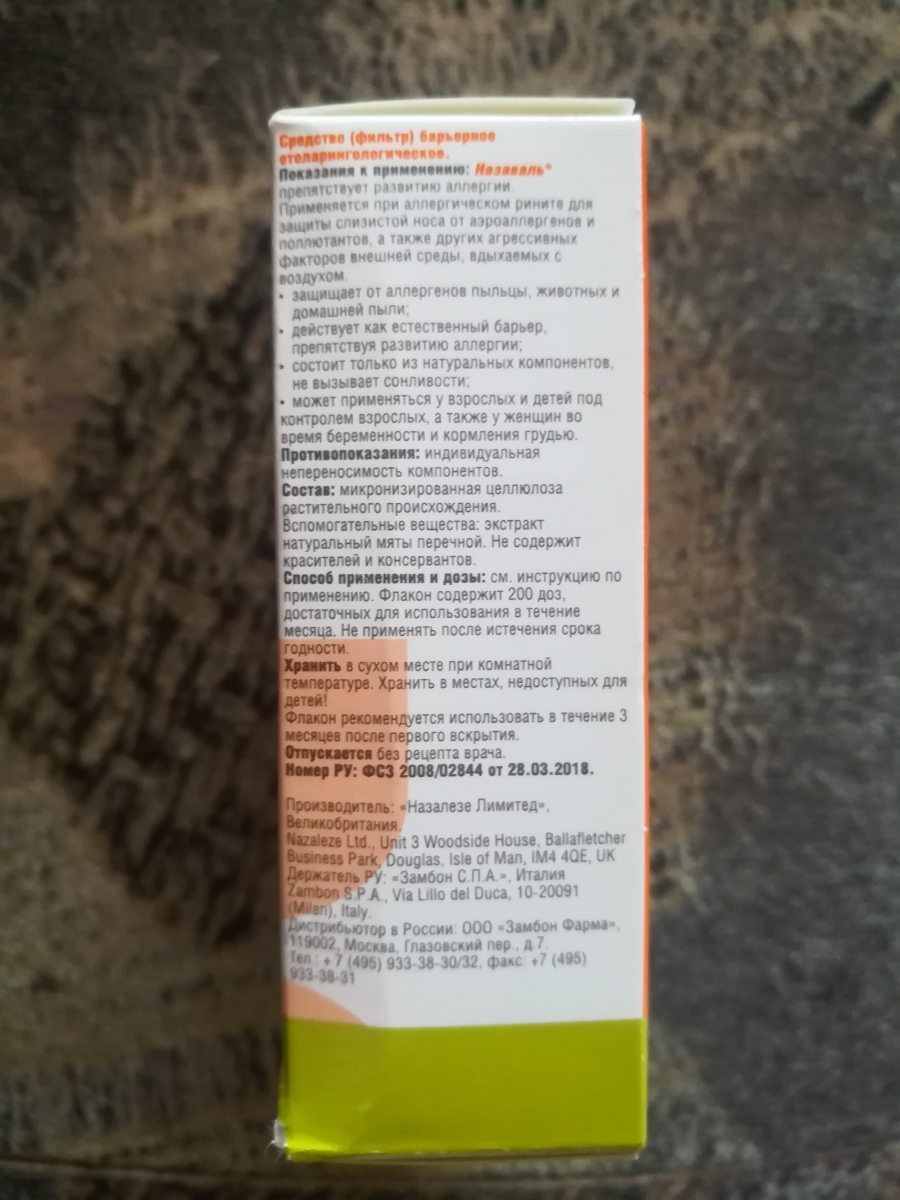 Средство (фильтр) барьерное
отоларингологическое.
Показания к применению: Назаваль®
препятствует развитию аллергии.
Применяется при аллергическом рините для
защиты слизистой носа от аэроаллергенов и
поллютантов, а также других агрессивных
факторов внешней среды, вдыхаемых с
воздухом.
• защищает от аллергенов пыльцы, животных и
домашней пыли;
• действует как естественный барьер,
препятствуя развитию аллергии;
• состоит только из натуральных компонентов,
не вызывает сонливости;
• может применяться у взрослых и детей под
контролем взрослых, а также у женщин во
время беременности и кормления грудью.
Противопоказания: индивидуальная
непереносимость компонентов.
Состав: микронизированная целлюлоза
растительного происхождения.
Вспомогательные вещества: экстракт
натуральный мяты перечной. Не содержит
красителей и консервантов.
Способ применения и дозы: см. инструкцию по
применению. Флакон содержит 200 доз,
достаточных для использования в течение
месяца. Не применять после истечения срока
годности.
Хранить в сухом месте при комнатной
температуре. Хранить в местах, недоступных для
детей!
Флакон рекомендуется использовать в течение 3
месяцев после первого вскрытия.
Отпускается без рецепта врача.
Номер РУ: ФСЗ 2008/02844 от 28.03.2018.
Производитель: «Назалезе Лимитед»,
Великобритания.
Nazaleze Ltd., Unit 3 Woodside House, Ballafletcher
Business Park, Douglas, Isle of Man, IM4 4QE, UK
Держатель РУ: «Замбон С.П.А.», Италия
Zambon S.P.A., Via Lillo del Duca, 10-20091
(Milan), Italy.
Дистрибьютор в России: ООО «Замбон Фарма»,
119002, Москва, Глазовский пер., д.7.
Тел.: +7 (495) 933-38-30/32, факс: +7 (495)
933-38-31